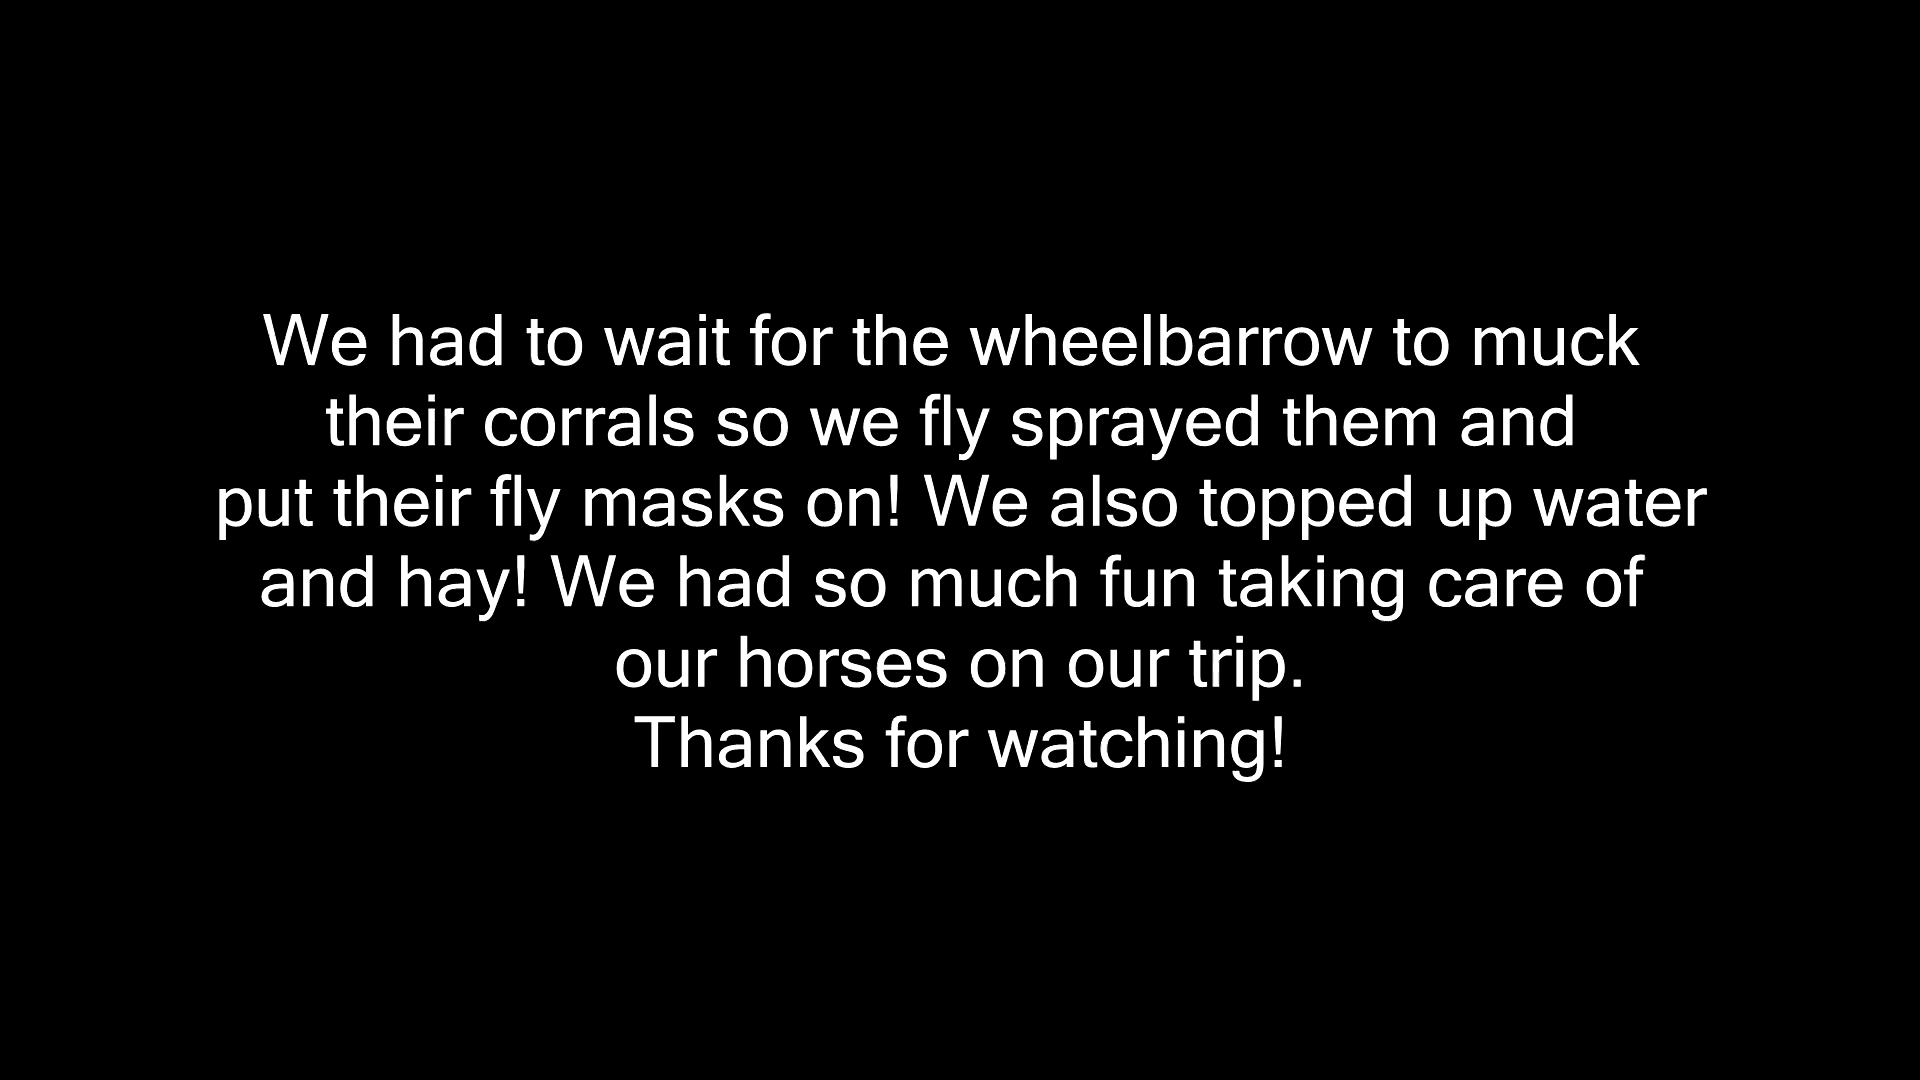 We had to wait for the wheelbarrow to muck
their corrals so we fly sprayed them and
put their fly masks on! We also topped up water
and hay! We had so much fun taking care of
our horses on our trip.
Thanks for watching!